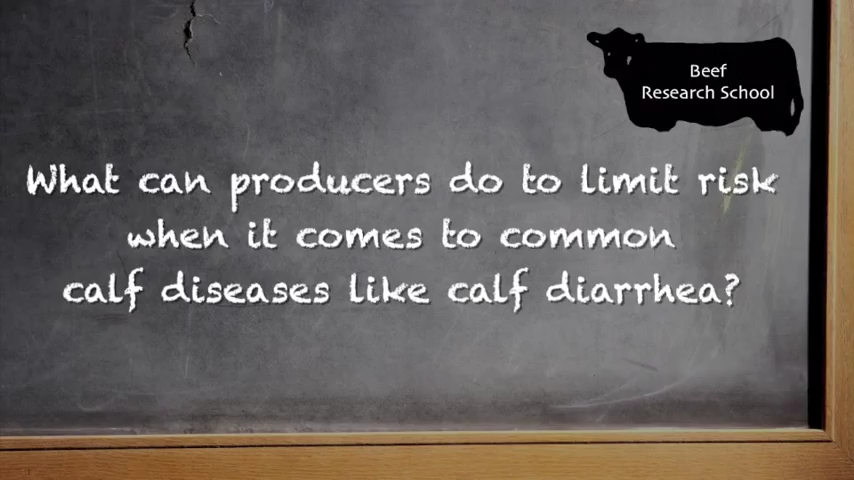 Beef
Research School
What can producers do to limit risk
when it comes to common
calf diseases like calf diarrhea?